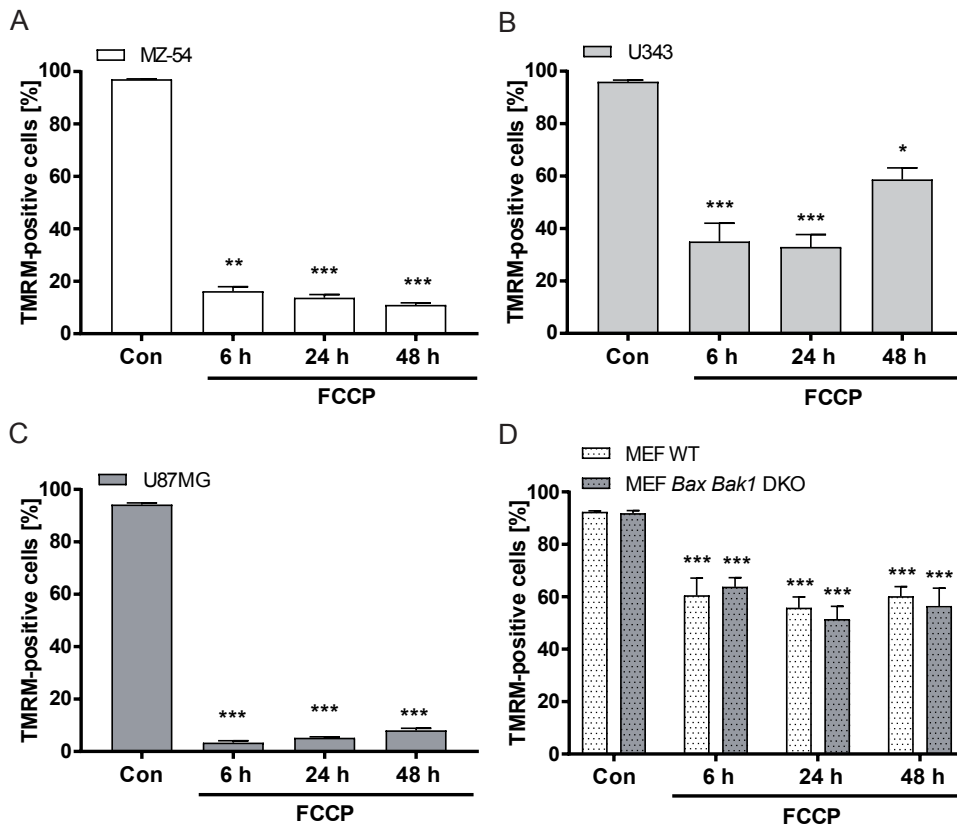 A
MZ-54
TMRM-positive cells [%]
100
80
60
40
20
0
** *** ***
Con 6 h 24 h 48 h
FCCP
B
U343
TMRM-positive cells [%]
100
80
60
40
20
0
*** *** *
Con 6 h 24 h 48 h
FCCP
C
U87MG
TMRM-positive cells [%]
100
80
60
40
20
0
*** *** ***
Con 6 h 24 h 48 h
FCCP
D
MEF WT
MEF Bax Bak1 DKO
TMRM-positive cells [%]
100
80
60
40
20
0
*** *** *** *** *** ***
Con 6 h 24 h 48 h
FCCP